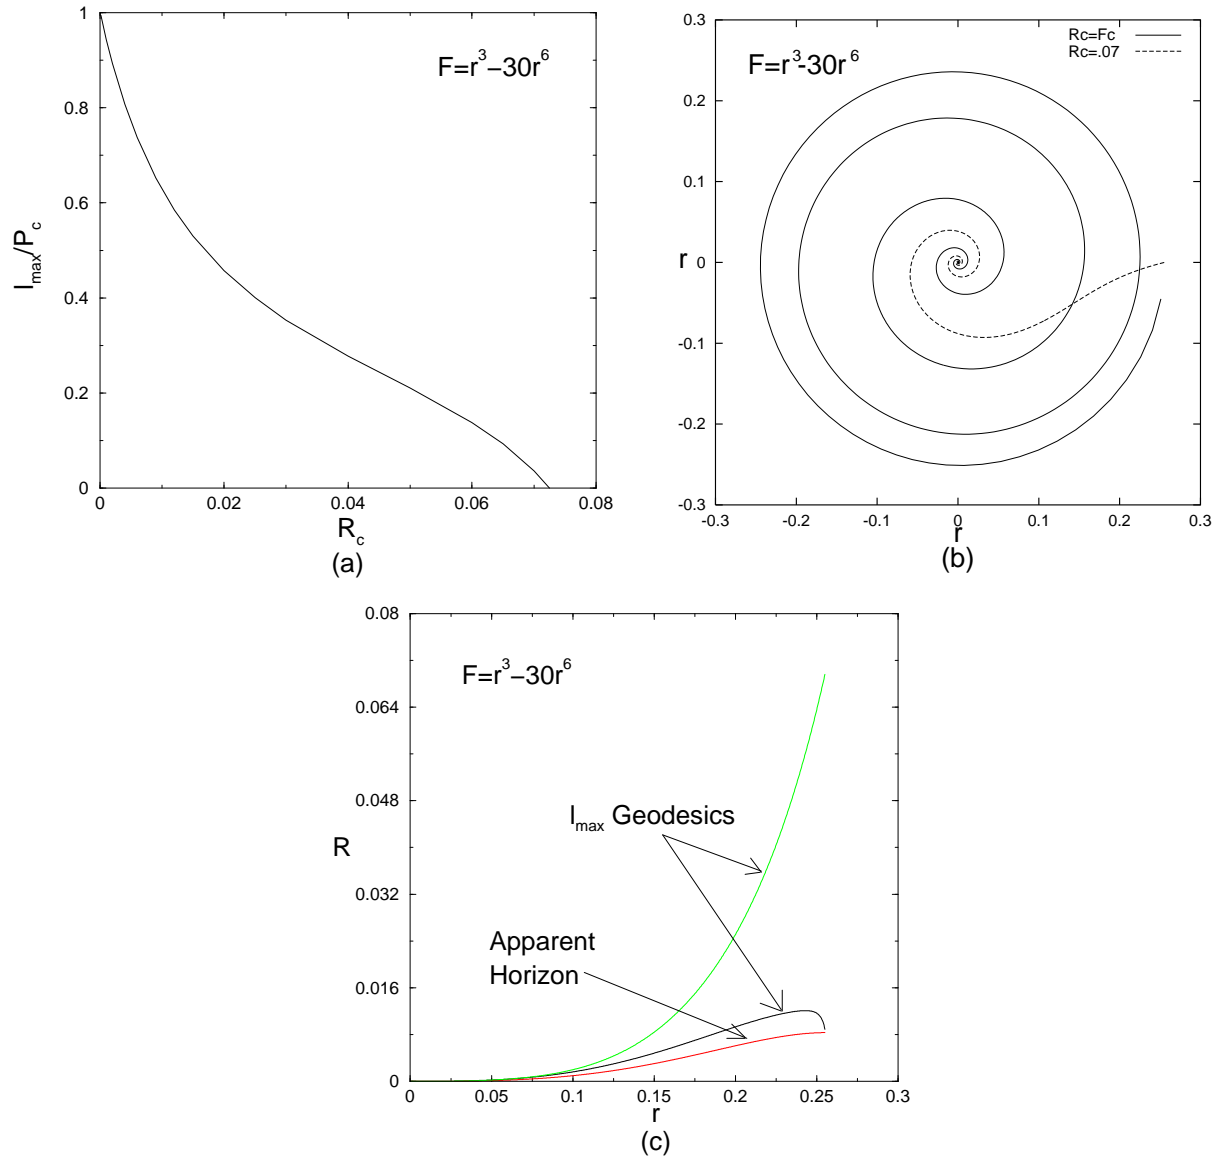 1
0.8
0.6
0.4
0.2
0
I_max/P_c
F=r^3−30r^6
0
0.02
0.04
0.06
0.08
R_c
(a)
0.3
0.2
0.1
0
-0.1
-0.2
-0.3
r
F=r^3-30r^6
Rc=Fc
Rc=.07
-0.3
-0.2
-0.1
0
0.1
0.2
0.3
r
(b)
0.08
0.064
0.048
0.032
0.016
0
R
F=r^3−30r^6
I_max Geodesics
Apparent
Horizon
0
0.05
0.1
0.15
0.2
0.25
0.3
r
(c)